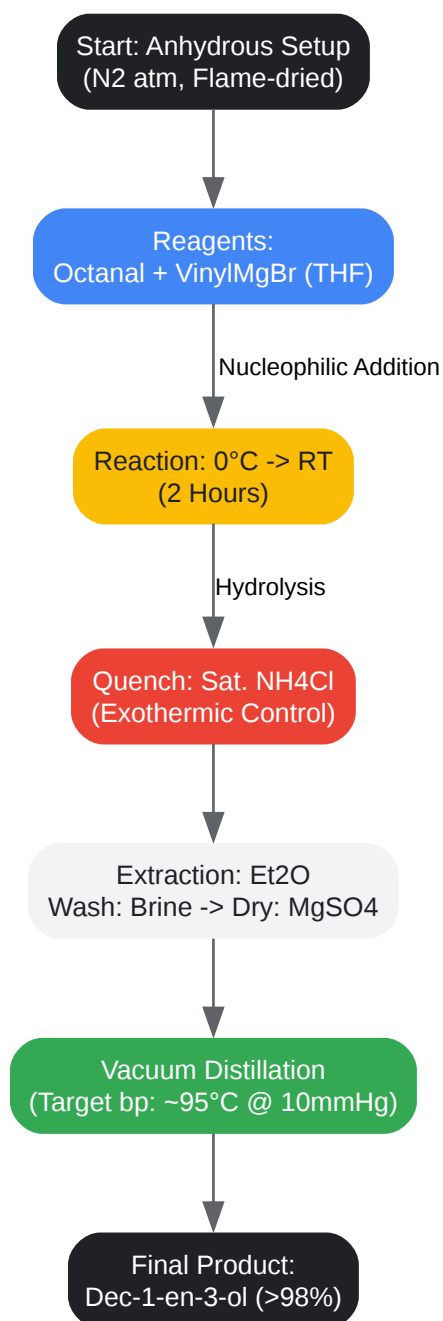 Start: Anhydrous Setup
(N2 atm, Flame-dried)
Reagents:
Octanal + VinylMgBr (THF)
Nucleophilic Addition
Reaction: 0°C -> RT
(2 Hours)
Hydrolysis
Quench: Sat. NH4Cl
(Exothermic Control)
Extraction: Et2O
Wash: Brine -> Dry: MgSO4
Vacuum Distillation
(Target bp: ~95°C @ 10mmHg)
Final Product:
Dec-1-en-3-ol (>98%)